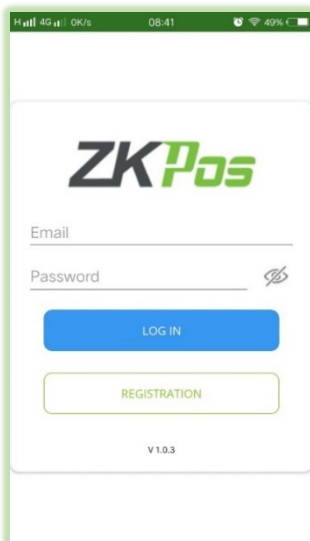 H 4G 0K/s 08:41 49%
ZKPos
Email
Password
LOG IN
REGISTRATION
V 1.0.3